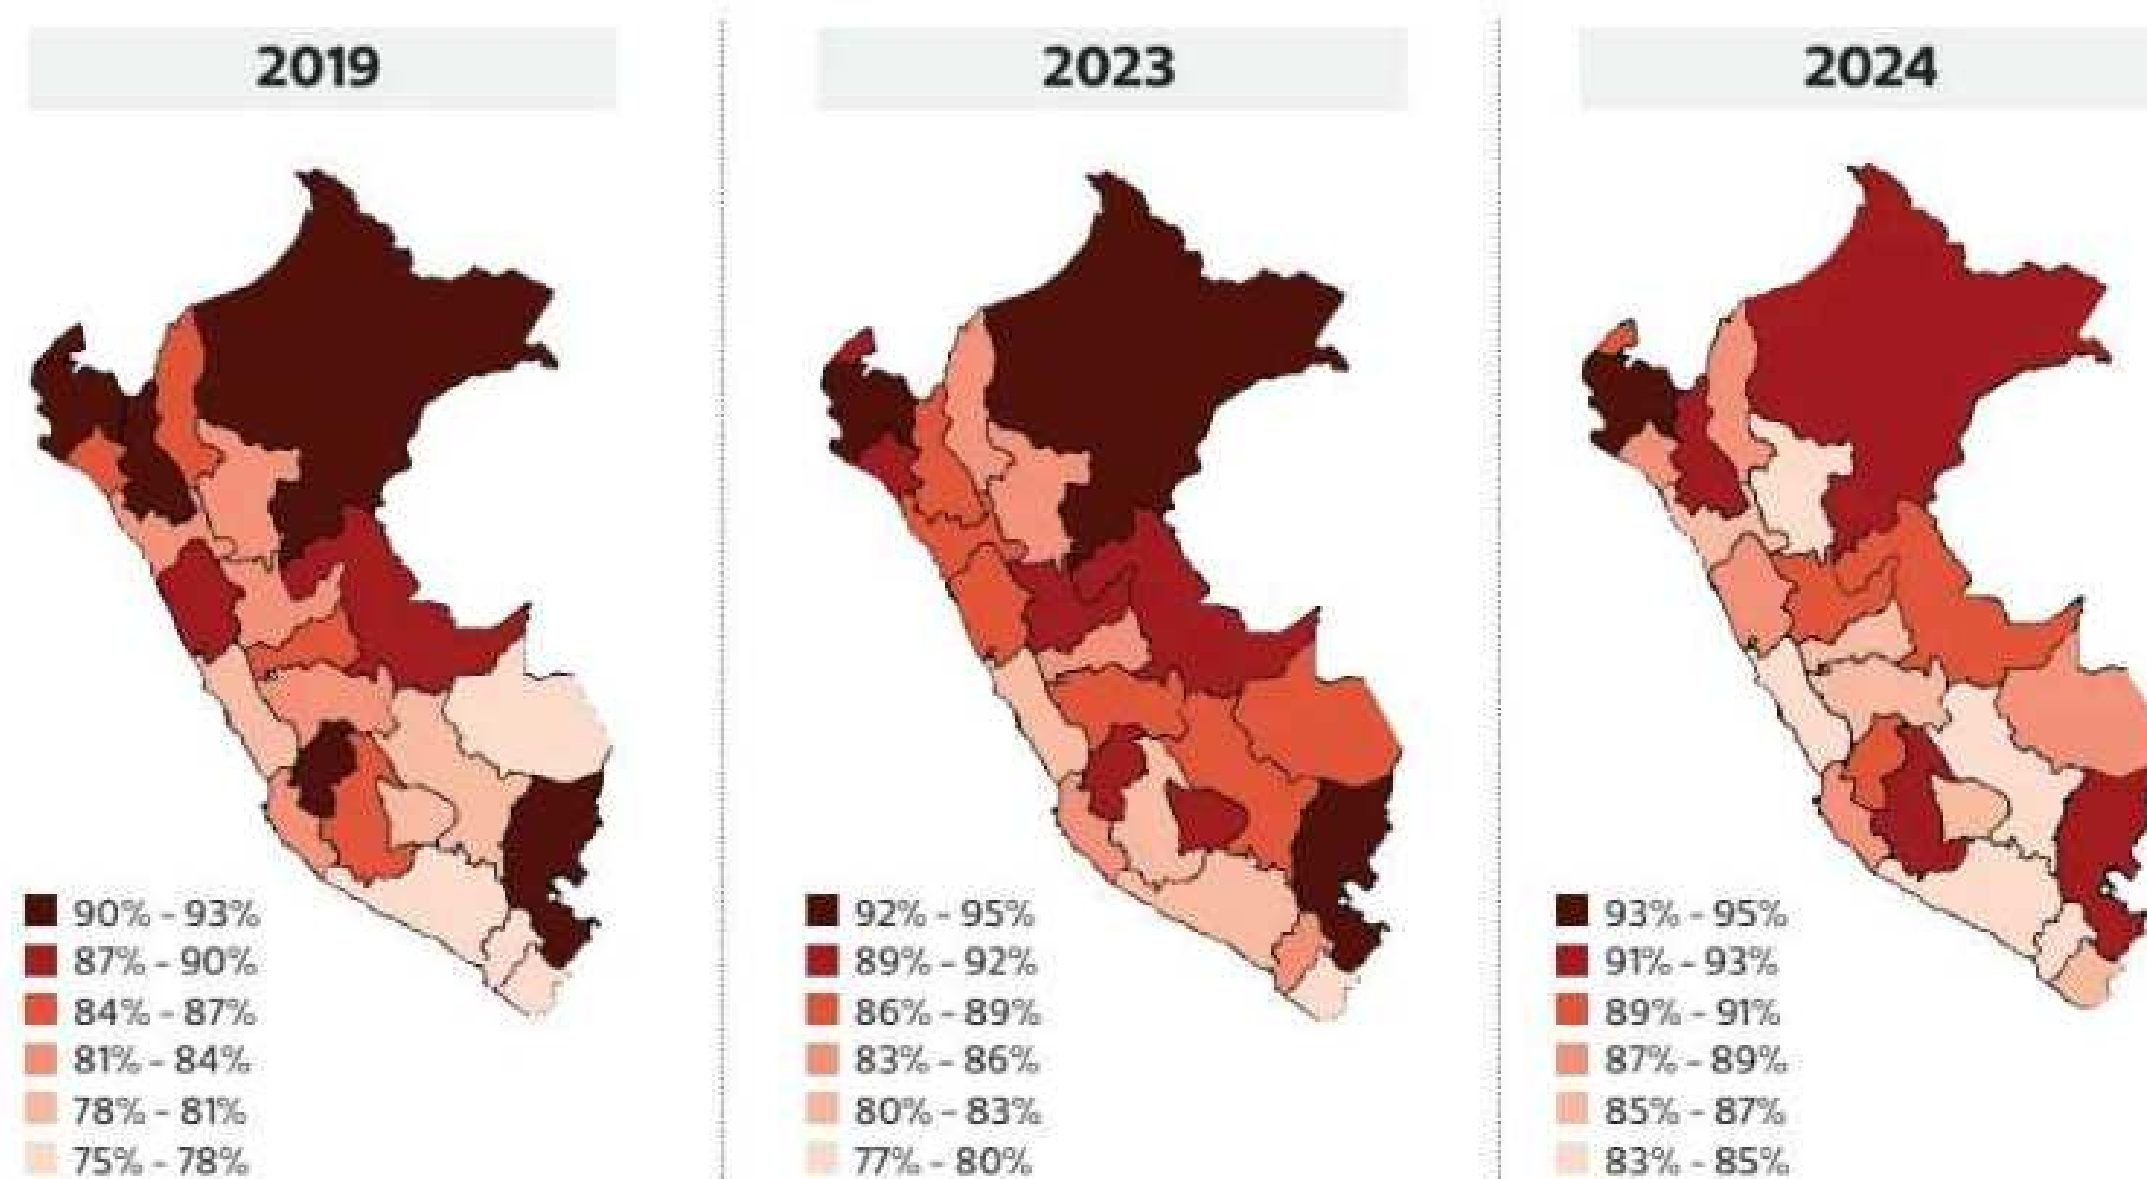 2019
90% - 93%
87% - 90%
84% - 87%
81% - 84%
78% - 81%
75% - 78%
2023
92% - 95%
89% - 92%
86% - 89%
83% - 86%
80% - 83%
77% - 80%
2024
93% - 95%
91% - 93%
89% - 91%
87% - 89%
85% - 87%
83% - 85%